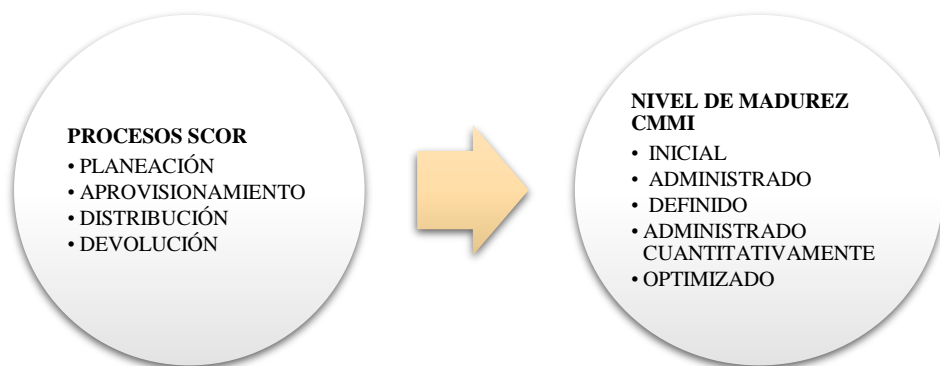 PROCESOS SCOR
• PLANEACIÓN
• APROVISIONAMIENTO
• DISTRIBUCIÓN
• DEVOLUCIÓN
NIVEL DE MADUREZ
CMMI
• INICIAL
• ADMINISTRADO
• DEFINIDO
• ADMINISTRADO
CUANTITATIVAMENTE
• OPTIMIZADO